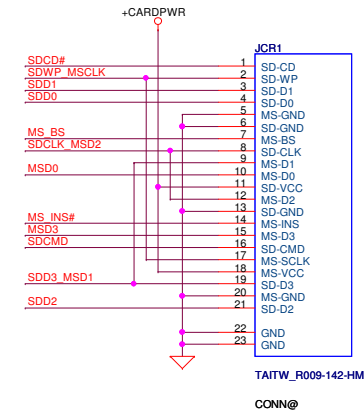 +CARDPWR
JCR1
SDCD# 1 SD-CD
SDWP_MSCLK 2 SD-WP
SDD1 3 SD-D1
SDD0 4 SD-D0
5 MS-GND
6 SD-GND
MS_BS 7 MS-BS
SDCLK_MSD2 8 SD-CLK
9 MS-D1
MSD0 10 MS-D0
11 SD-VCC
12 MS-D2
13 SD-GND
MS_INS# 14 MS-INS
MSD3 15 MS-D3
SDCMD 16 SD-CMD
17 MS-SCLK
18 MS-VCC
SDD3_MSD1 19 SD-D3
20 MS-GND
SDD2 21 SD-D2
22 GND
23 GND
TAITW_R009-142-HM
CONN@